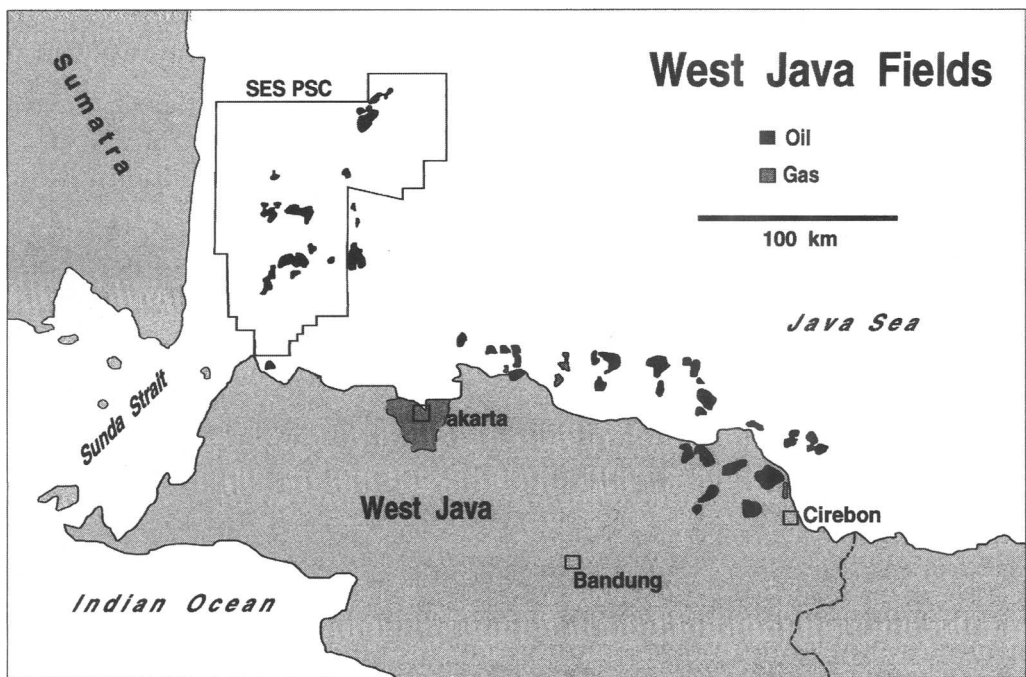 West Java Fields
Sumatra
SES PSC
Oil
Gas
100 km
Java Sea
Sunda Strait
akarta
West Java
Cirebon
Bandung
Indian Ocean